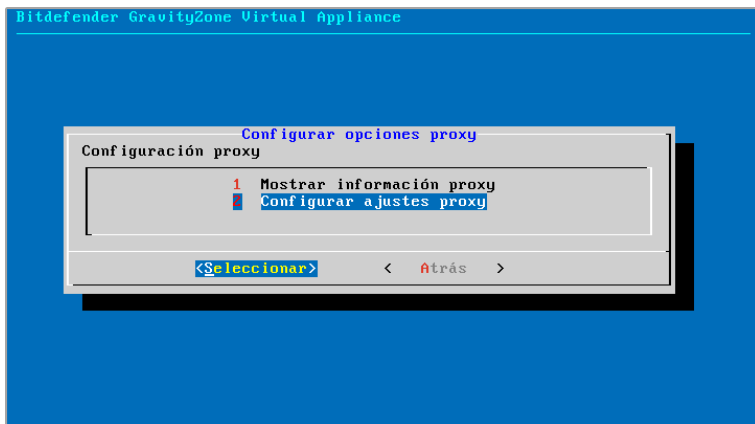 Bitdefender GravityZone Virtual Appliance
Configurar opciones proxy
Configuración proxy
1 Mostrar información proxy
2 Configurar ajustes proxy
<Seleccionar> < Atrás >